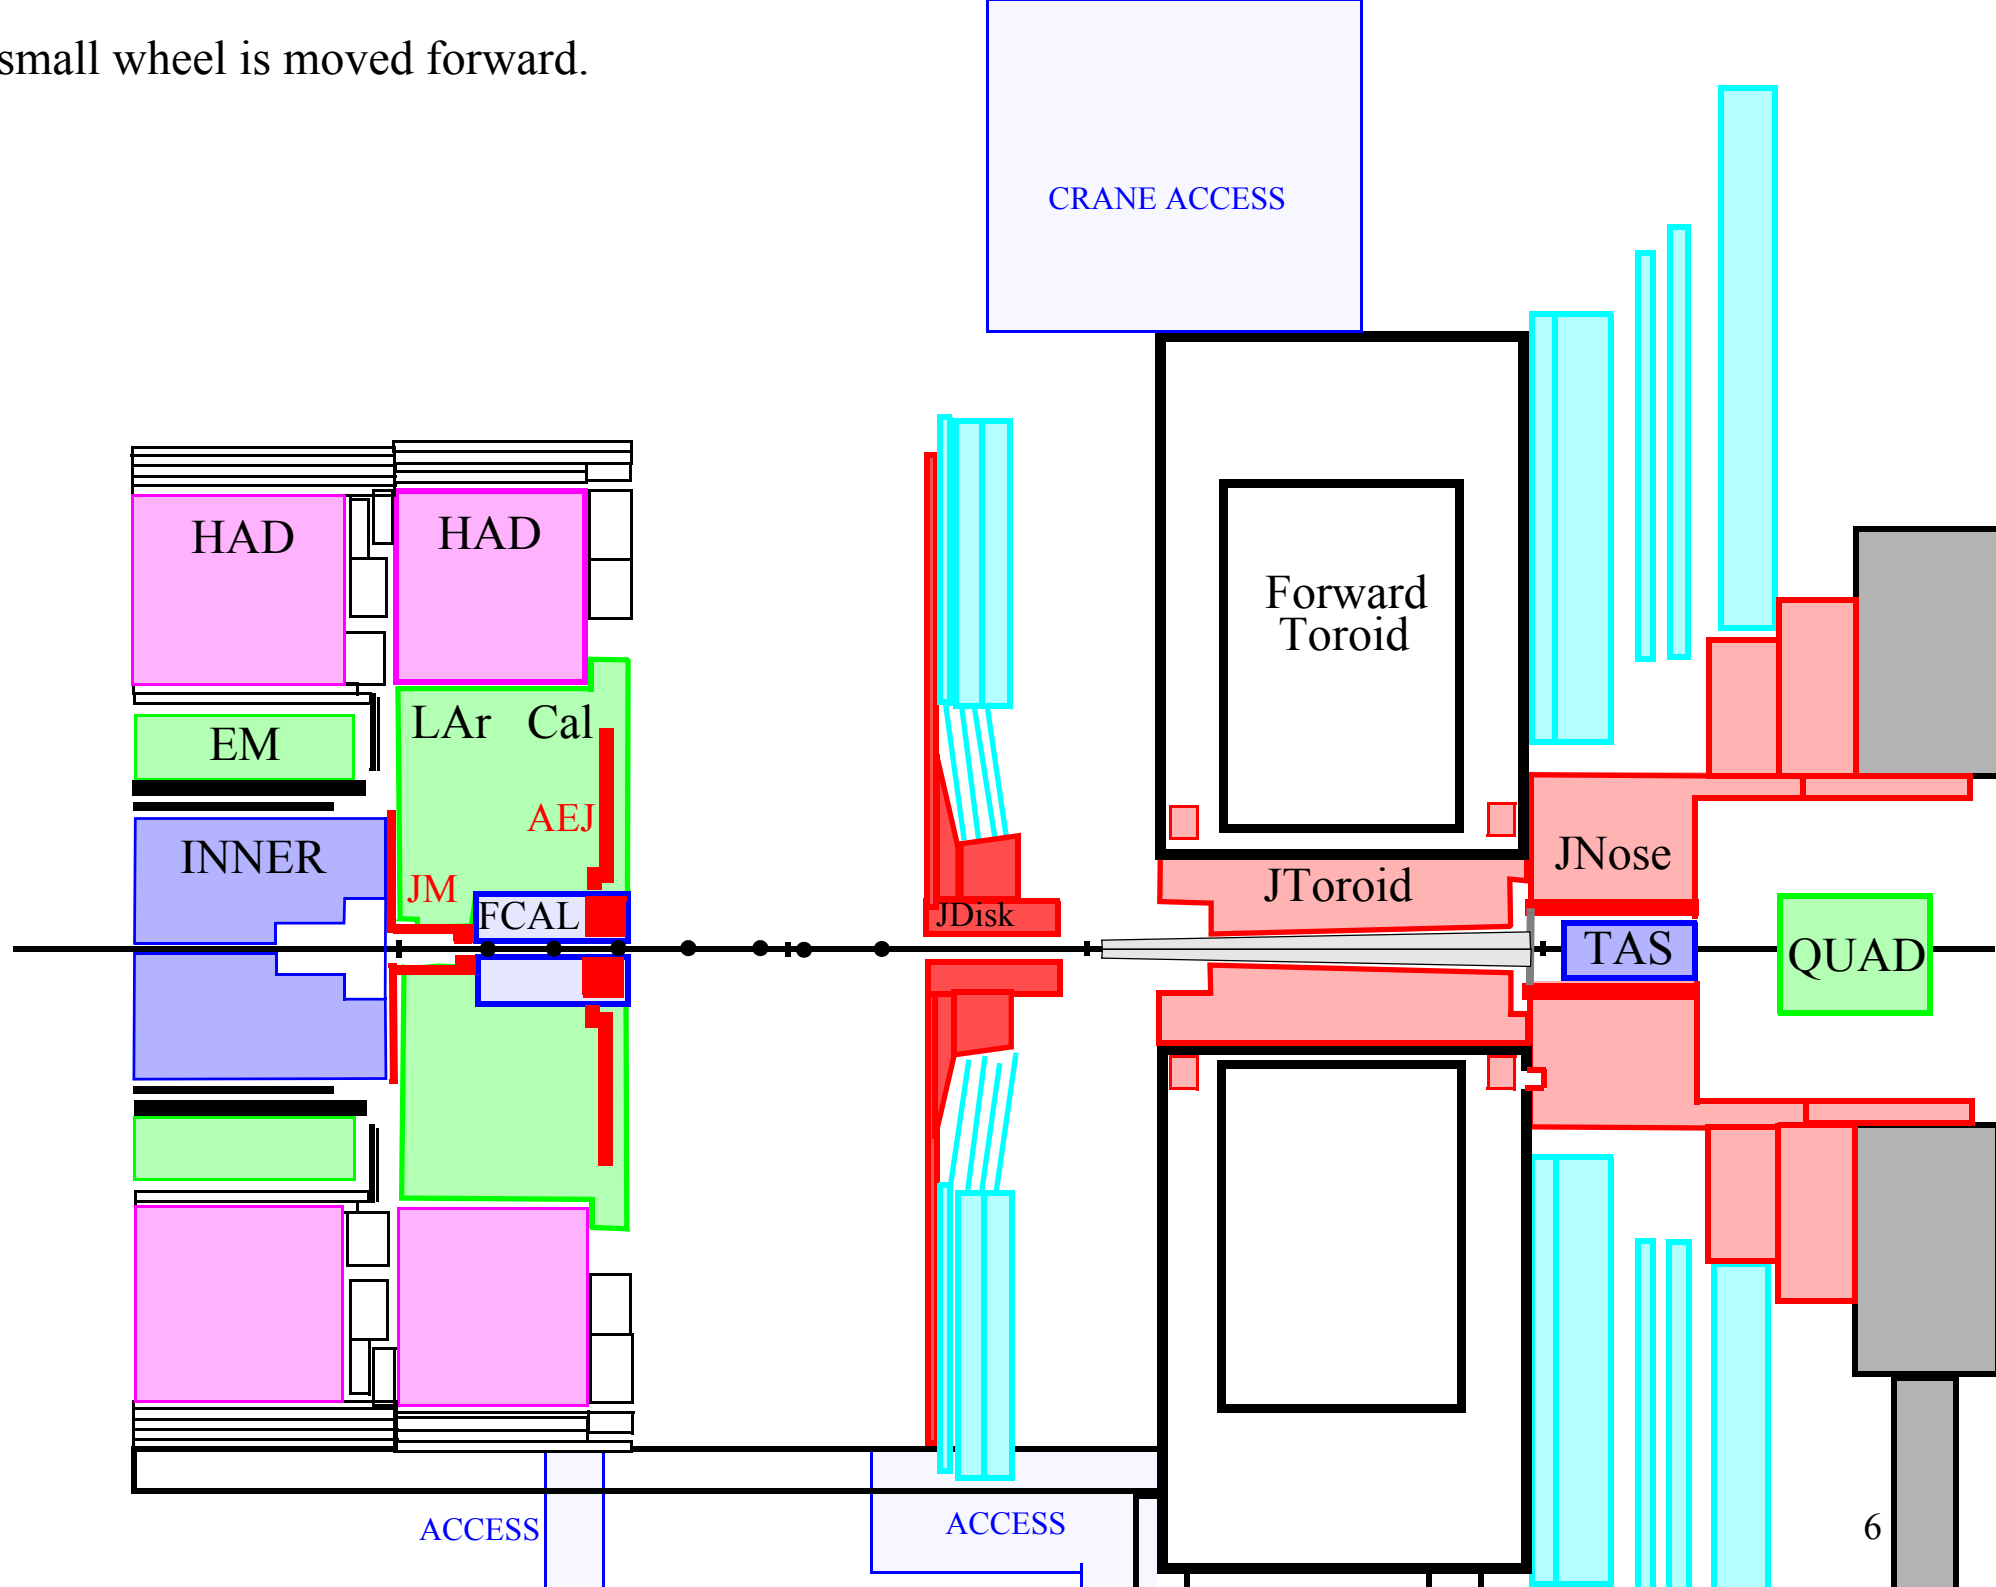 small wheel is moved forward.
CRANE ACCESS
HAD
HAD
Forward
Toroid
LAr Cal
EM
AEJ
INNER
JM
FCAL
JDisk
JToroid
JNose
TAS
QUAD
ACCESS
ACCESS
6